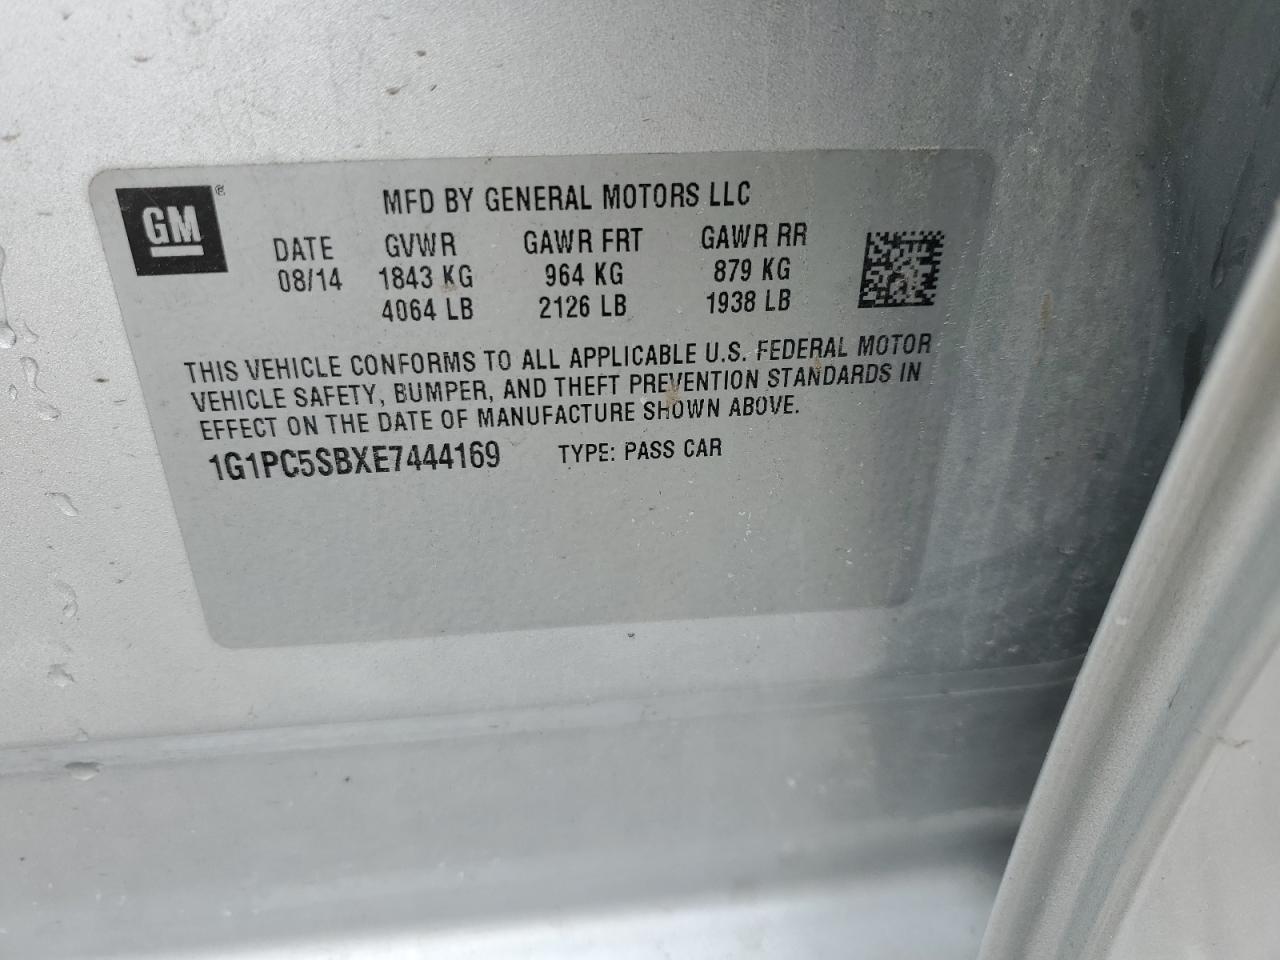 GM®
MFD BY GENERAL MOTORS LLC
DATE GVWR GAWR FRT GAWR RR
08/14 1843 KG 964 KG 879 KG
4064 LB 2126 LB 1938 LB
THIS VEHICLE CONFORMS TO ALL APPLICABLE U.S. FEDERAL MOTOR
VEHICLE SAFETY, BUMPER, AND THEFT PREVENTION STANDARDS IN
EFFECT ON THE DATE OF MANUFACTURE SHOWN ABOVE.
1G1PC5SBXE7444169 TYPE: PASS CAR